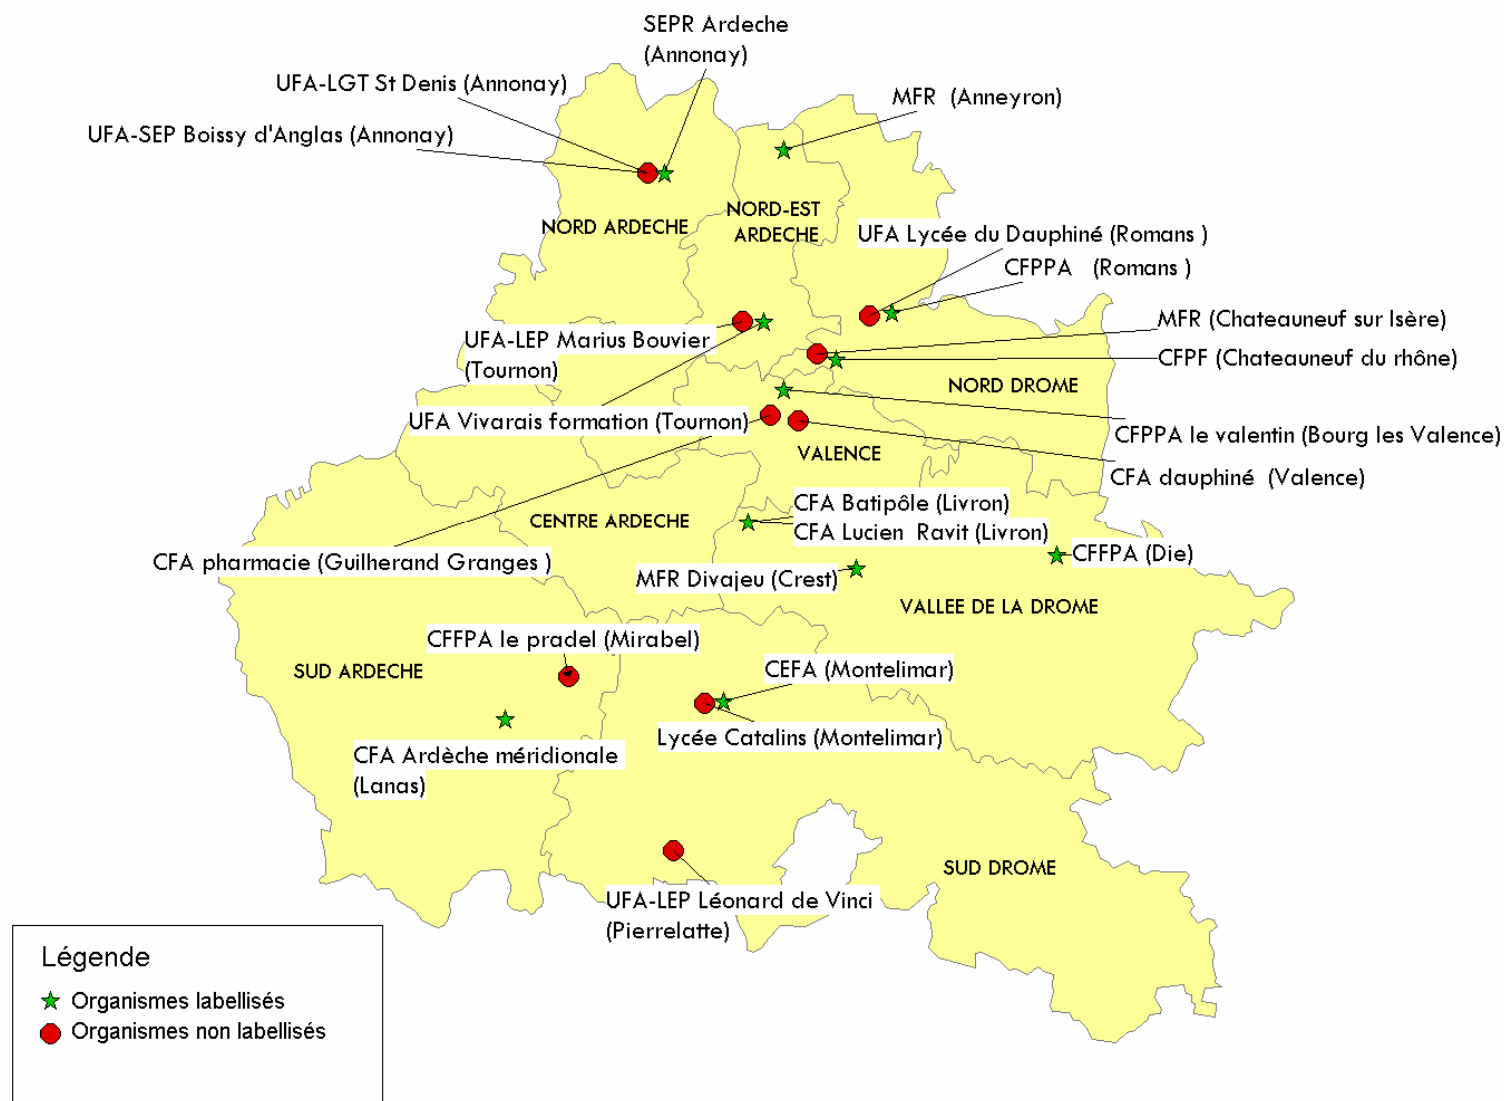 SEPR Ardeche
(Annonay)
UFA-LGT St Denis (Annonay)
MFR (Anneyron)
UFA-SEP Boissy d'Anglas (Annonay)
NORD ARDECHE
NORD-EST
ARDECHE
UFA Lycée du Dauphiné (Romans )
CFPPA (Romans )
MFR (Chateauneuf sur Isère)
UFA-LEP Marius Bouvier
(Tournon)
CFPF (Chateauneuf du rhône)
NORD DROME
UFA Vivarais formation (Tournon)
CFPPA le valentin (Bourg les Valence)
VALENCE
CFA dauphiné (Valence)
CFA Batipôle (Livron)
CENTRE ARDECHE
CFA Lucien Ravit (Livron)
CFFPA (Die)
CFA pharmacie (Guilherand Granges )
MFR Divajeu (Crest)
VALLEE DE LA DROME
CFFPA le pradel (Mirabel)
SUD ARDECHE
CEFA (Montelimar)
Lycée Catalins (Montelimar)
CFA Ardèche méridionale
(Lanas)
SUD DROME
UFA-LEP Léonard de Vinci
(Pierrelatte)
Légende
Organismes labellisés
Organismes non labellisés